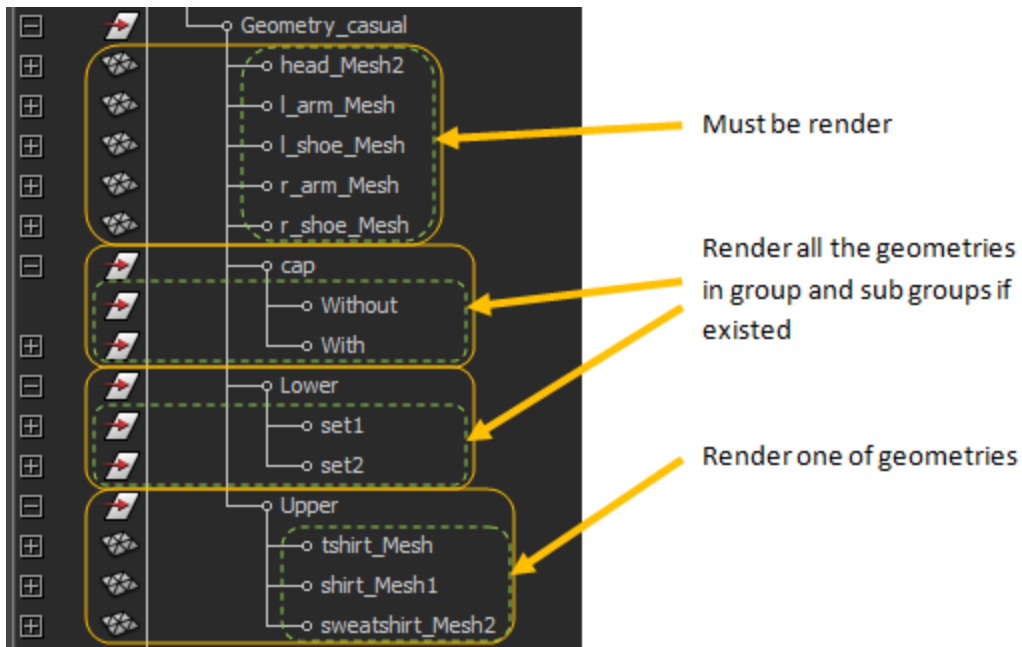 Geometry_casual
head_Mesh2
l_arm_Mesh
l_shoe_Mesh
r_arm_Mesh
r_shoe_Mesh
cap
Without
With
Lower
set1
set2
Upper
tshirt_Mesh
shirt_Mesh1
sweatshirt_Mesh2
Must be render
Render all the geometries
in group and sub groups if
existed
Render one of geometries